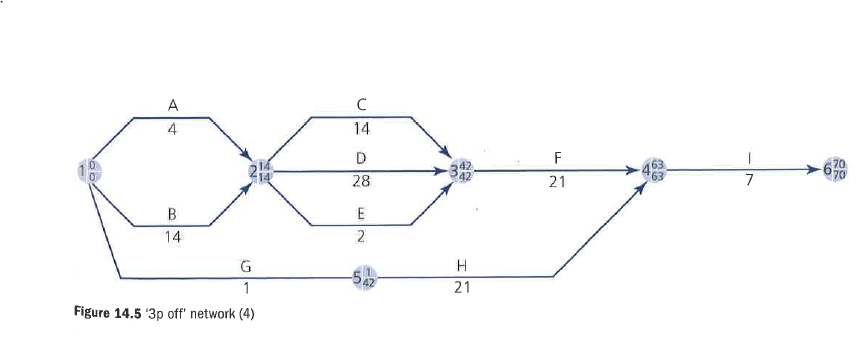 A
4
C
14
1 0 0
2 14 14
D
28
3 42 42
F
21
4 63 63
I
7
6 70 70
B
14
E
2
G
1
5 1 42
H
21
Figure 14.5 '3p off' network (4)